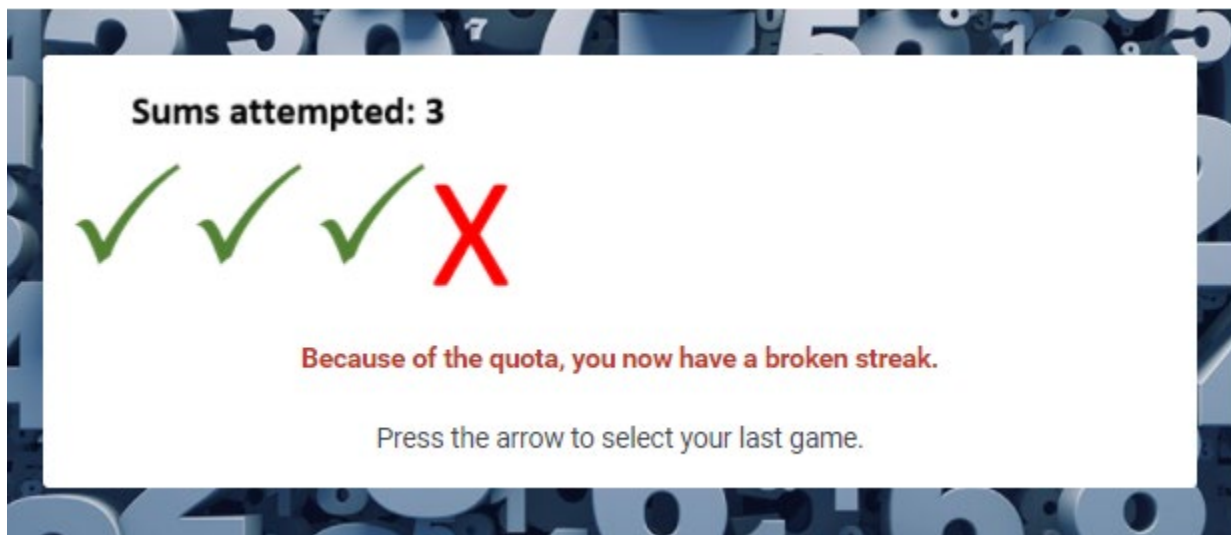 Sums attempted: 3
X
Because of the quota, you now have a broken streak.
Press the arrow to select your last game.